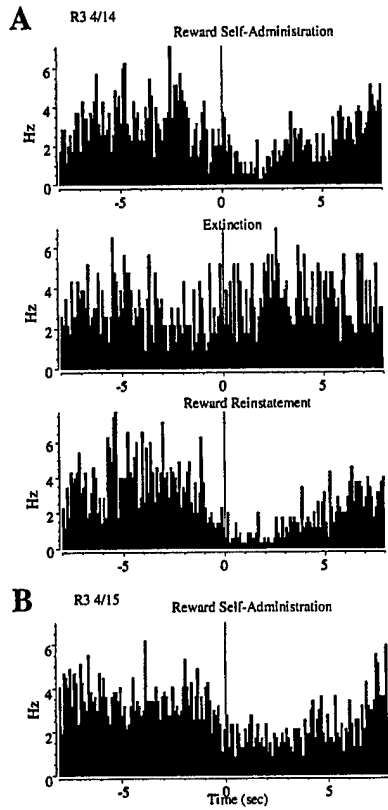 A
R3 4/14
Reward Self-Administration
Hz
6
4
2
0
-5
0
5
Extinction
Hz
6
4
2
0
-5
0
5
Reward Reinstatement
Hz
6
4
2
0
-5
0
5
B
R3 4/15
Reward Self-Administration
Hz
6
4
2
0
-5
0
5
Time (sec)